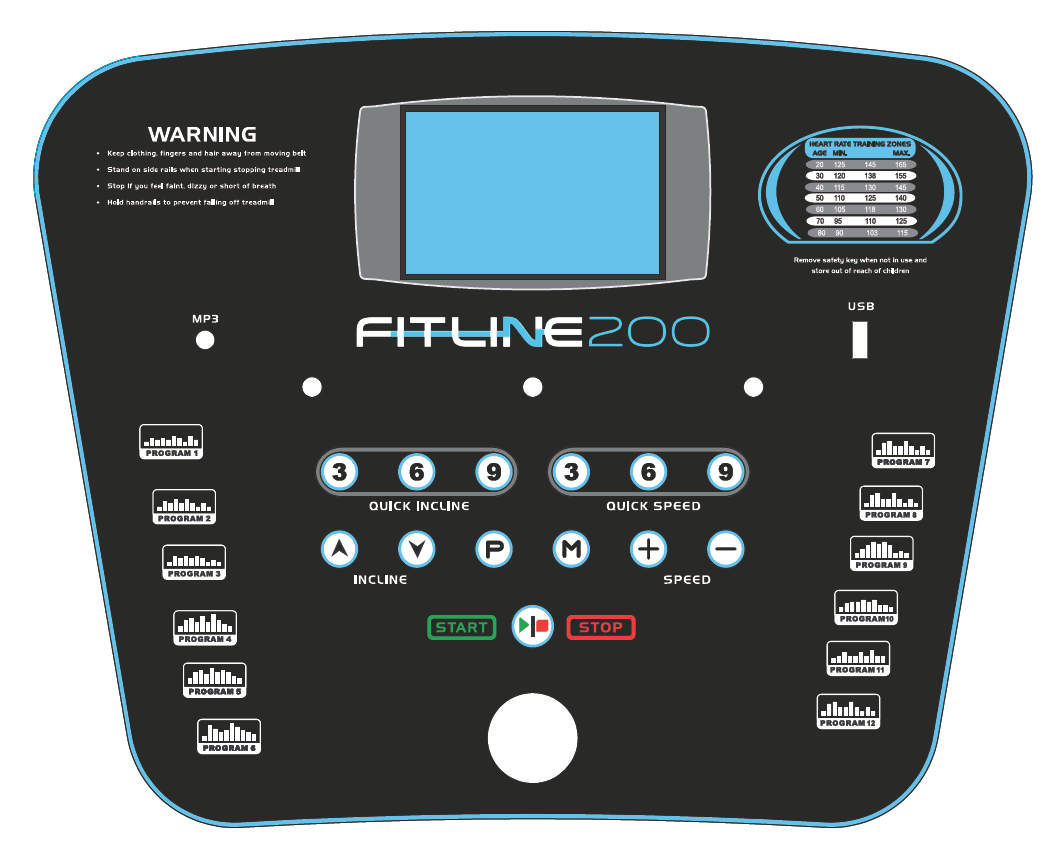 WARNING
• Keep clothing, fingers and hair away from moving belt
• Stand on side rails when starting stopping treadmill
• Stop if you feel faint, dizzy or short of breath
• Hold handrails to prevent falling off treadmill
HEART RATE TRAINING ZONES
AGE MIN. MAX.
20 125 145 165
30 120 138 155
40 115 130 145
50 110 125 140
60 105 118 130
70 95 110 125
80 90 103 115
Remove safety key when not in use and
store out of reach of children
MP3
FITLINE200
USB
PROGRAM 1
PROGRAM 2
PROGRAM 3
PROGRAM 4
PROGRAM 5
PROGRAM 6
3 6 9
QUICK INCLINE
3 6 9
QUICK SPEED
P M + −
INCLINE
SPEED
START
STOP
PROGRAM 7
PROGRAM 8
PROGRAM 9
PROGRAM10
PROGRAM 11
PROGRAM 12